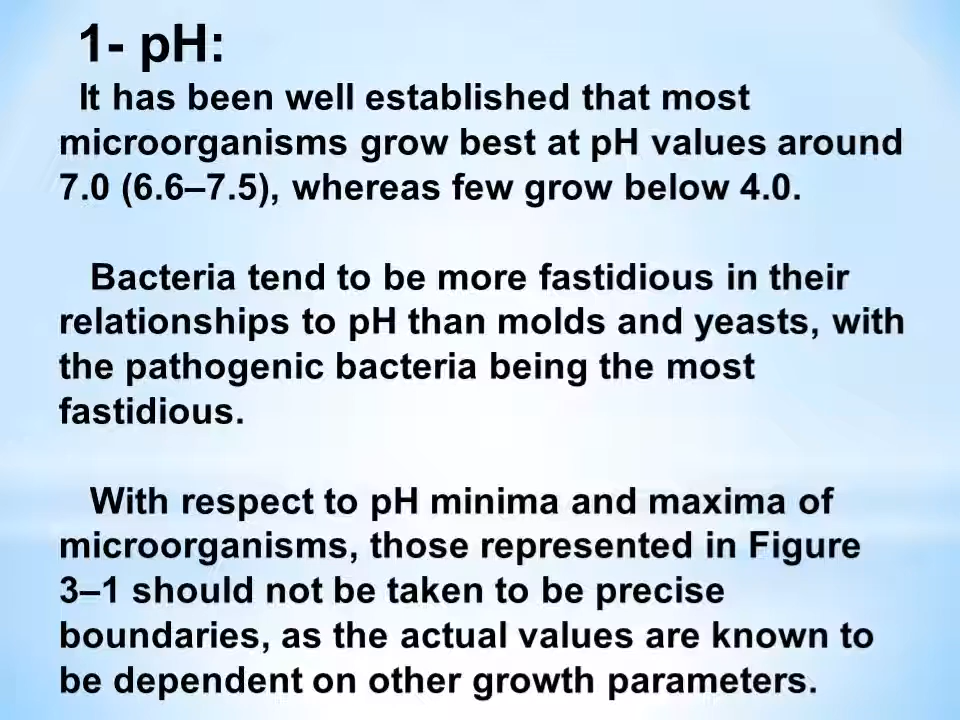 1- pH:
It has been well established that most
microorganisms grow best at pH values around
7.0 (6.6–7.5), whereas few grow below 4.0.
Bacteria tend to be more fastidious in their
relationships to pH than molds and yeasts, with
the pathogenic bacteria being the most
fastidious.
With respect to pH minima and maxima of
microorganisms, those represented in Figure
3–1 should not be taken to be precise
boundaries, as the actual values are known to
be dependent on other growth parameters.